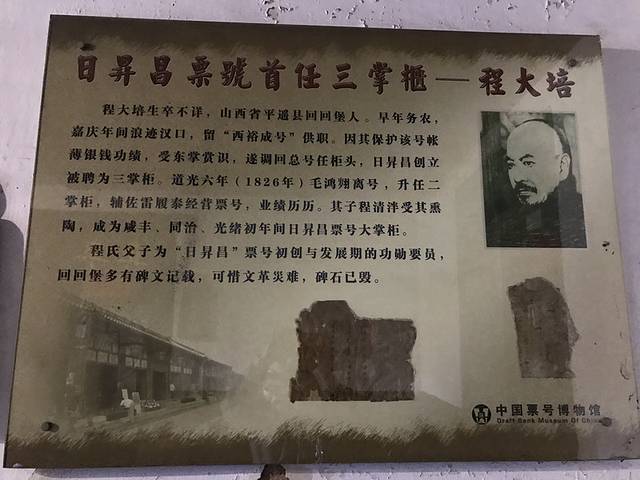 日昇昌票號首任三掌櫃—程大培
程大培生卒不详，山西省平遥县回回堡人。早年务农，
嘉庆年间浪迹汉口，留“西裕成号”供职。因其保护该号帐
薄银钱功绩，受东掌赏识，遂调回总号任柜头，日昇昌创立
被聘为三掌柜。道光六年（1826年）毛鸿翔离号，升任二
掌柜，辅佐雷履泰经营票号，业绩历历。其子程清泮受其熏
陶，成为咸丰、同治、光绪初年间日昇昌票号大掌柜。
程氏父子为“日昇昌”票号初创与发展期的功勋要员，
回回堡多有碑文记载，可惜文革災难，碑石已毁。
中国票号博物馆
Draft Bank Museum Of China